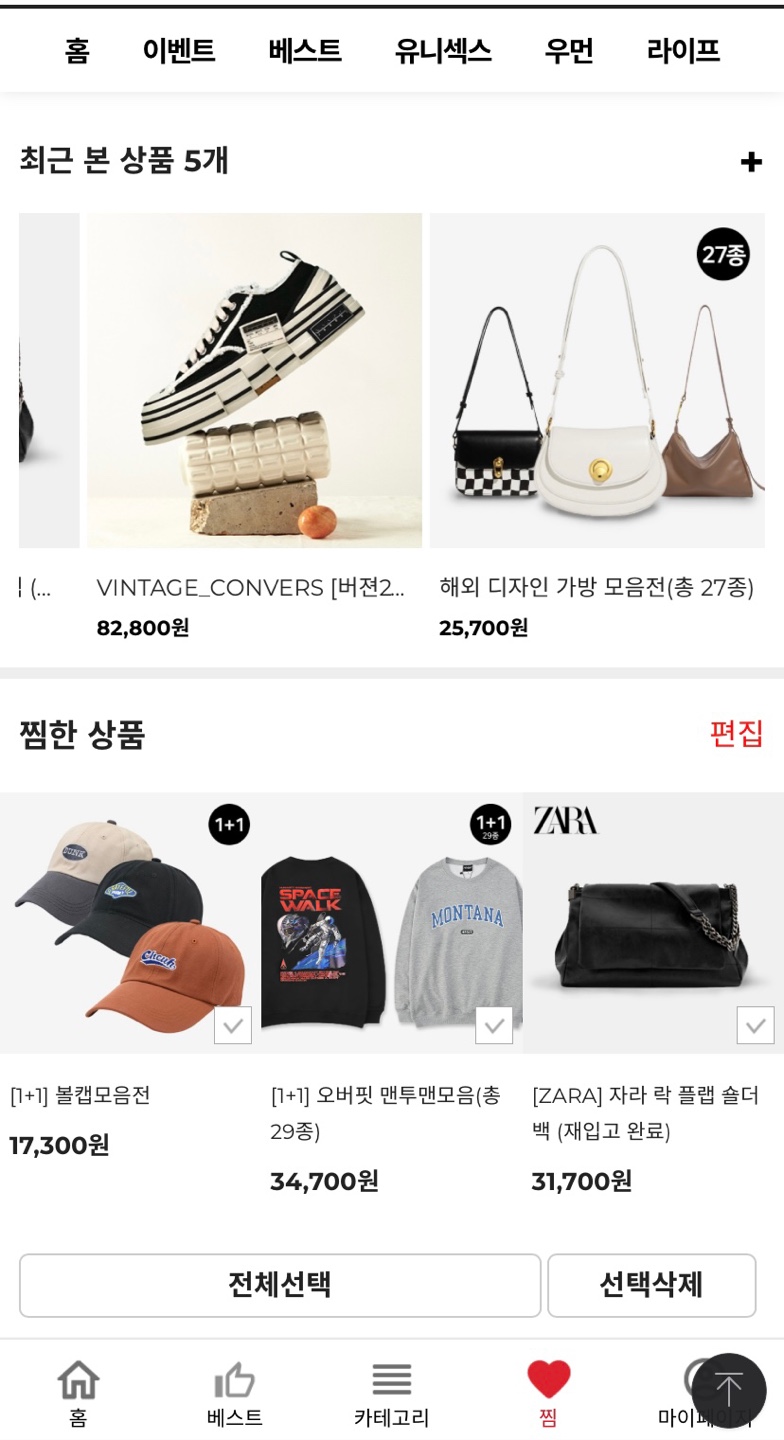 홈 이벤트 베스트 유니섹스 우먼 라이프
최근 본 상품 5개 +
27종
(...
VINTAGE_CONVERS [버젼2...
82,800원
해외 디자인 가방 모음전(총 27종)
25,700원
찜한 상품 편집
1+1
DUNK
Chcuh
1+1
29종
SPACE
WALK
MONTANA
ZARA
[1+1] 볼캡모음전
17,300원
[1+1] 오버핏 맨투맨모음(총
29종)
34,700원
[ZARA] 자라 락 플랩 숄더
백 (재입고 완료)
31,700원
전체선택 선택삭제
홈 베스트 카테고리 찜 마이페이지